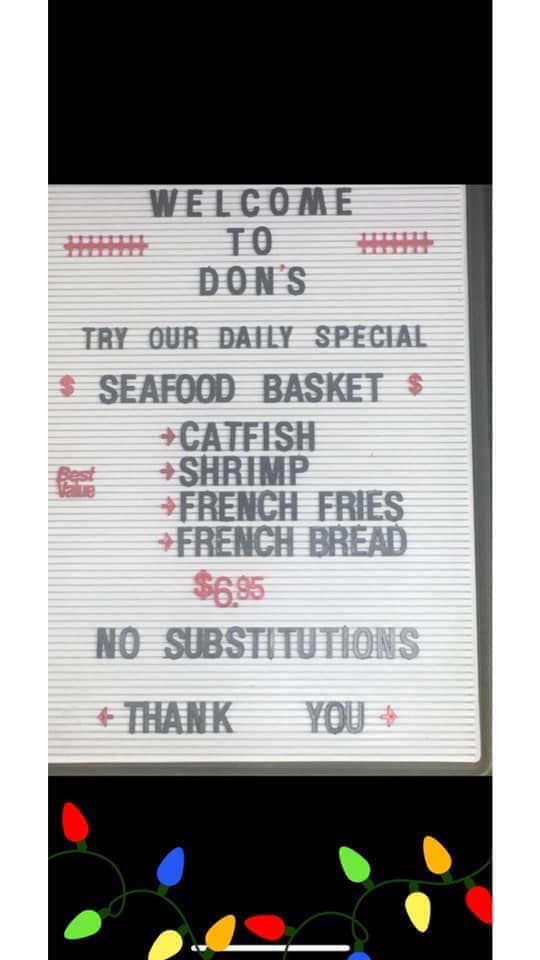 WELCOME
TO
DON'S
TRY OUR DAILY SPECIAL
$ SEAFOOD BASKET $
CATFISH
SHRIMP
Best
Value
FRENCH FRIES
FRENCH BREAD
$6.95
NO SUBSTITUTIONS
THANK YOU